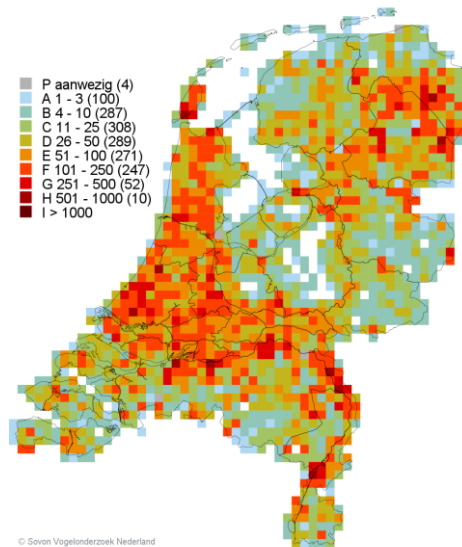 P aanwezig (4)
A 1 - 3 (100)
B 4 - 10 (287)
C 11 - 25 (308)
D 26 - 50 (289)
E 51 - 100 (271)
F 101 - 250 (247)
G 251 - 500 (52)
H 501 - 1000 (10)
I > 1000
© Sovon Vogelonderzoek Nederland